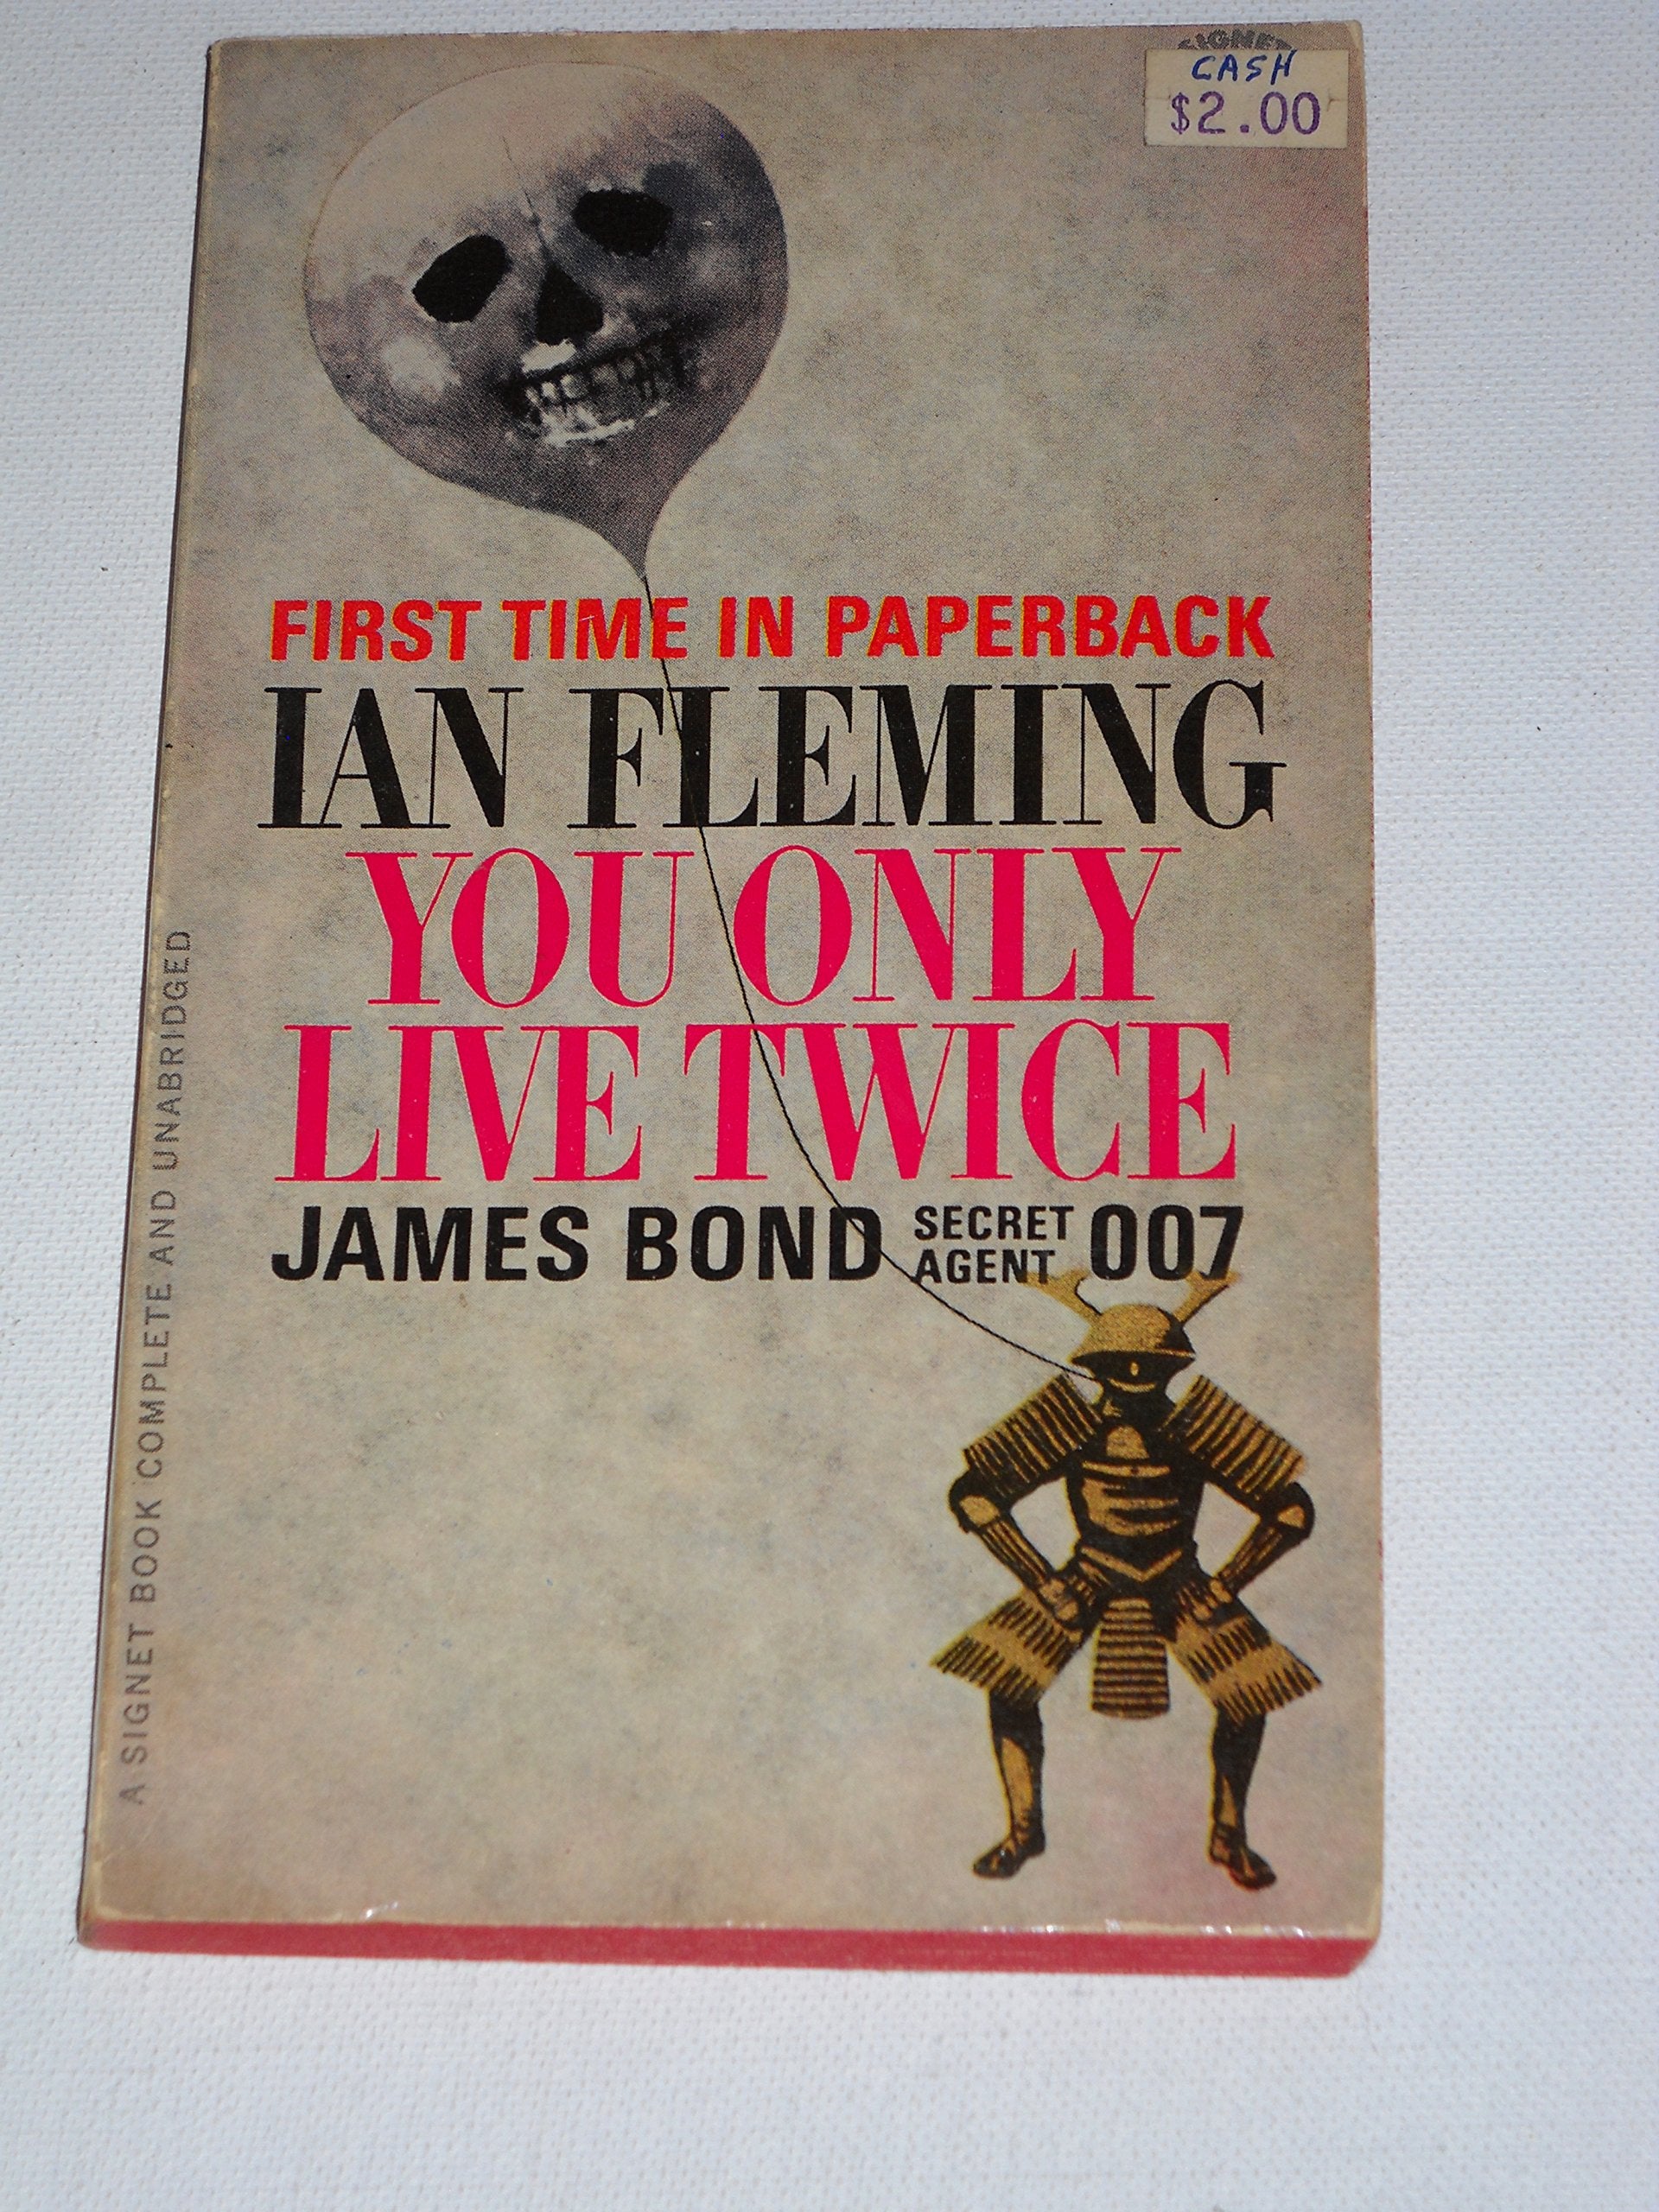 SIGNET
CASH
$2.00
FIRST TIME IN PAPERBACK
IAN FLEMING
YOU ONLY
LIVE TWICE
JAMES BOND SECRET AGENT 007
A SIGNET BOOK COMPLETE AND UNABRIDGED